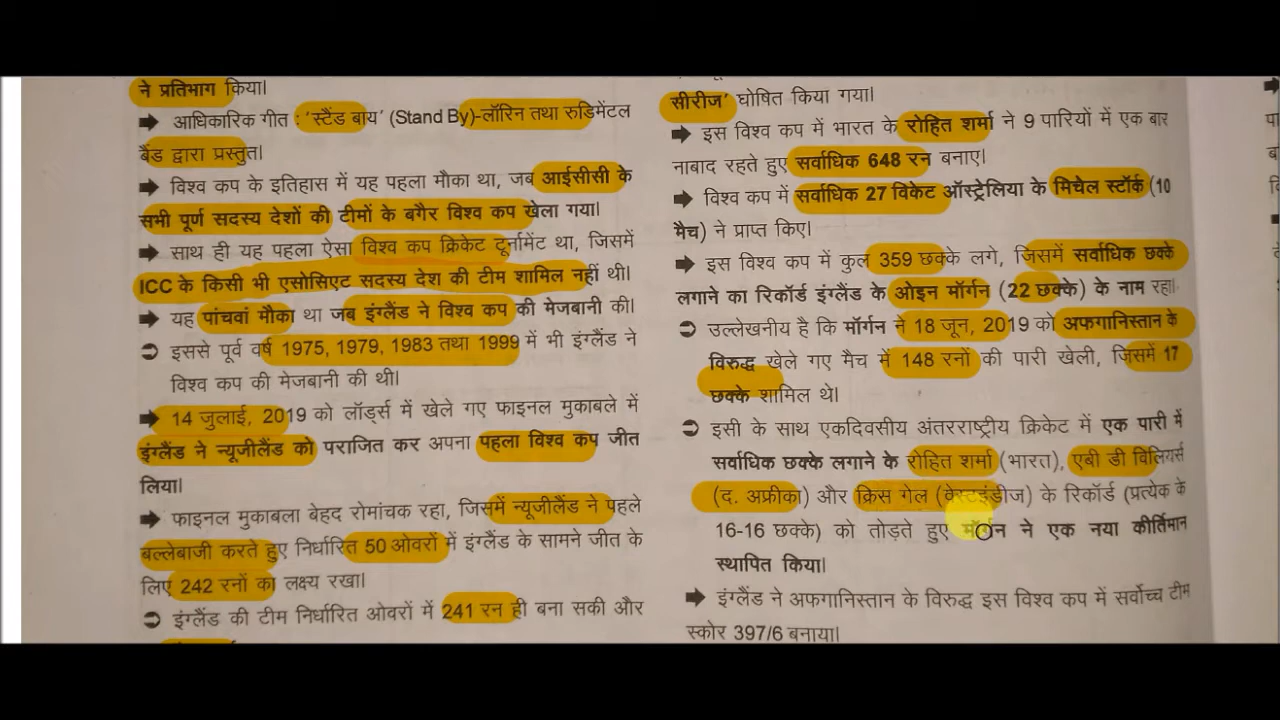 ने प्रतिभाग किया।
➡ आधिकारिक गीत : 'स्टैंड बाय' (Stand By)-लॉरिन तथा रुडिमेंटल
बैंड द्वारा प्रस्तुत।
➡ विश्व कप के इतिहास में यह पहला मौका था, जब आईसीसी के
सभी पूर्ण सदस्य देशों की टीमों के बगैर विश्व कप खेला गया।
➡ साथ ही यह पहला ऐसा विश्व कप क्रिकेट टूर्नामेंट था, जिसमें
ICC के किसी भी एसोसिएट सदस्य देश की टीम शामिल नहीं थी।
➡ यह पांचवां मौका था जब इंग्लैंड ने विश्व कप की मेजबानी की।
⊃ इससे पूर्व वर्ष 1975, 1979, 1983 तथा 1999 में भी इंग्लैंड ने
विश्व कप की मेजबानी की थी।
➡ 14 जुलाई, 2019 को लॉर्ड्स में खेले गए फाइनल मुकाबले में
इंग्लैंड ने न्यूजीलैंड को पराजित कर अपना पहला विश्व कप जीत
लिया।
➡ फाइनल मुकाबला बेहद रोमांचक रहा, जिसमें न्यूजीलैंड ने पहले
बल्लेबाजी करते हुए निर्धारित 50 ओवरों में इंग्लैंड के सामने जीत के
लिए 242 रनों का लक्ष्य रखा।
⊃ इंग्लैंड की टीम निर्धारित ओवरों में 241 रन ही बना सकी और
सीरीज' घोषित किया गया।
➡ इस विश्व कप में भारत के रोहित शर्मा ने 9 पारियों में एक बार
नाबाद रहते हुए सर्वाधिक 648 रन बनाए।
➡ विश्व कप में सर्वाधिक 27 विकेट ऑस्ट्रेलिया के मिचेल स्टॉर्क (10
मैच) ने प्राप्त किए।
➡ इस विश्व कप में कुल 359 छक्के लगे, जिसमें सर्वाधिक छक्के
लगाने का रिकॉर्ड इंग्लैंड के ओइन मॉर्गन (22 छक्के) के नाम रहा।
⊃ उल्लेखनीय है कि मॉर्गन ने 18 जून, 2019 को अफगानिस्तान के
विरुद्ध खेले गए मैच में 148 रनों की पारी खेली, जिसमें 17
छक्के शामिल थे।
⊃ इसी के साथ एकदिवसीय अंतरराष्ट्रीय क्रिकेट में एक पारी में
सर्वाधिक छक्के लगाने के रोहित शर्मा (भारत), एबी डी विलियर्स
(द. अफ्रीका) और क्रिस गेल (वेस्टइंडीज) के रिकॉर्ड (प्रत्येक के
16-16 छक्के) को तोड़ते हुए मॉर्गन ने एक नया कीर्तिमान
स्थापित किया।
➡ इंग्लैंड ने अफगानिस्तान के विरुद्ध इस विश्व कप में सर्वोच्च टीम
स्कोर 397/6 बनाया।